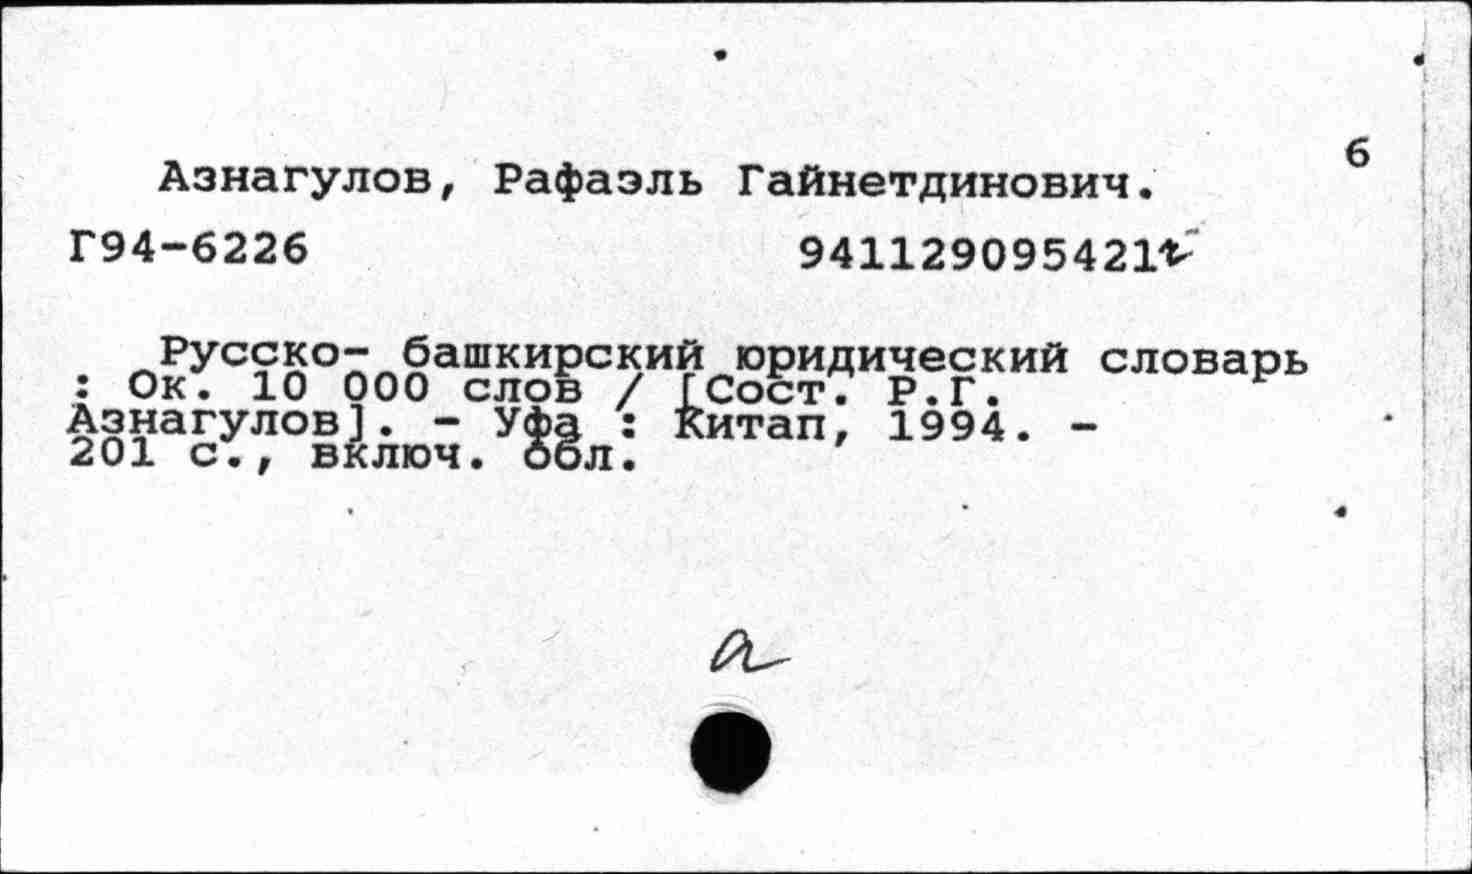 6
Азнагулов, Рафаэль Гайнетдинович.
Г94-6226 941129095421
Русско- башкирский юридический словарь
: Ок. 10 000 слов / [Сост. Р.Г.
Азнагулов]. - Уфа : Китап, 1994. -
201 с., включ. обл.